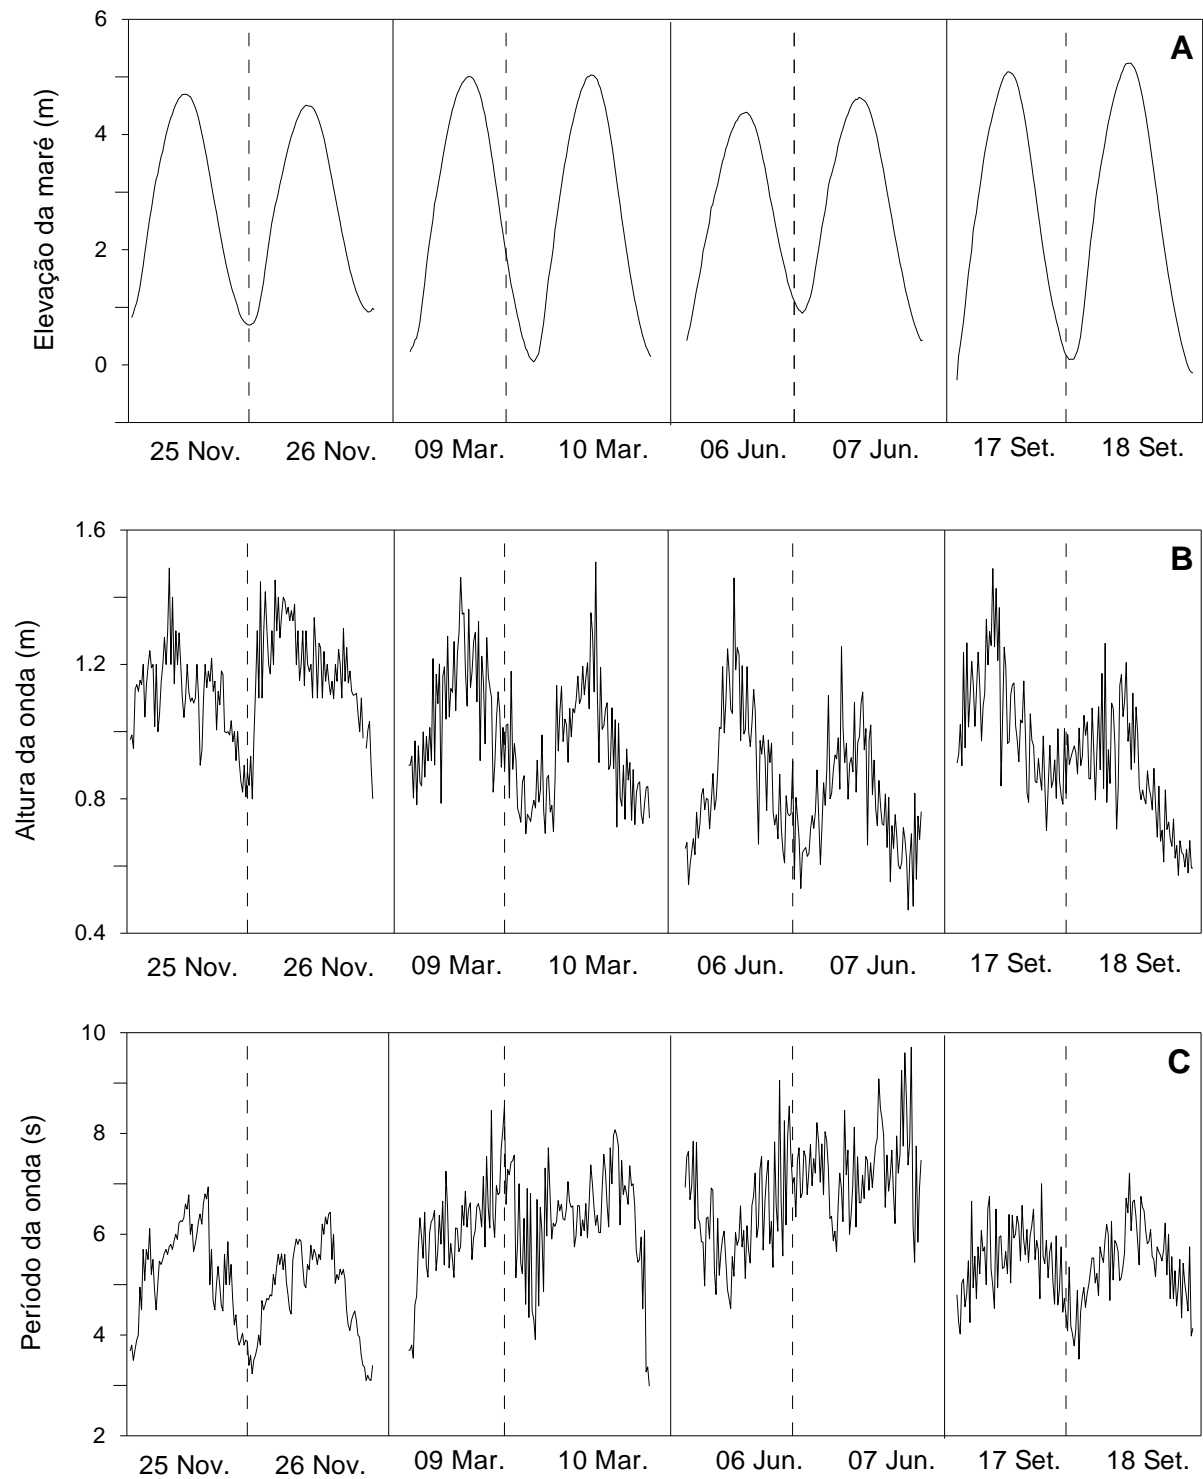 6
A
4
2
0
Elevação da maré (m)
25 Nov. 26 Nov. 09 Mar. 10 Mar. 06 Jun. 07 Jun. 17 Set. 18 Set.
1.6
B
1.2
0.8
0.4
Altura da onda (m)
25 Nov. 26 Nov. 09 Mar. 10 Mar. 06 Jun. 07 Jun. 17 Set. 18 Set.
10
C
8
6
4
2
Período da onda (s)
25 Nov. 26 Nov. 09 Mar. 10 Mar. 06 Jun. 07 Jun. 17 Set. 18 Set.